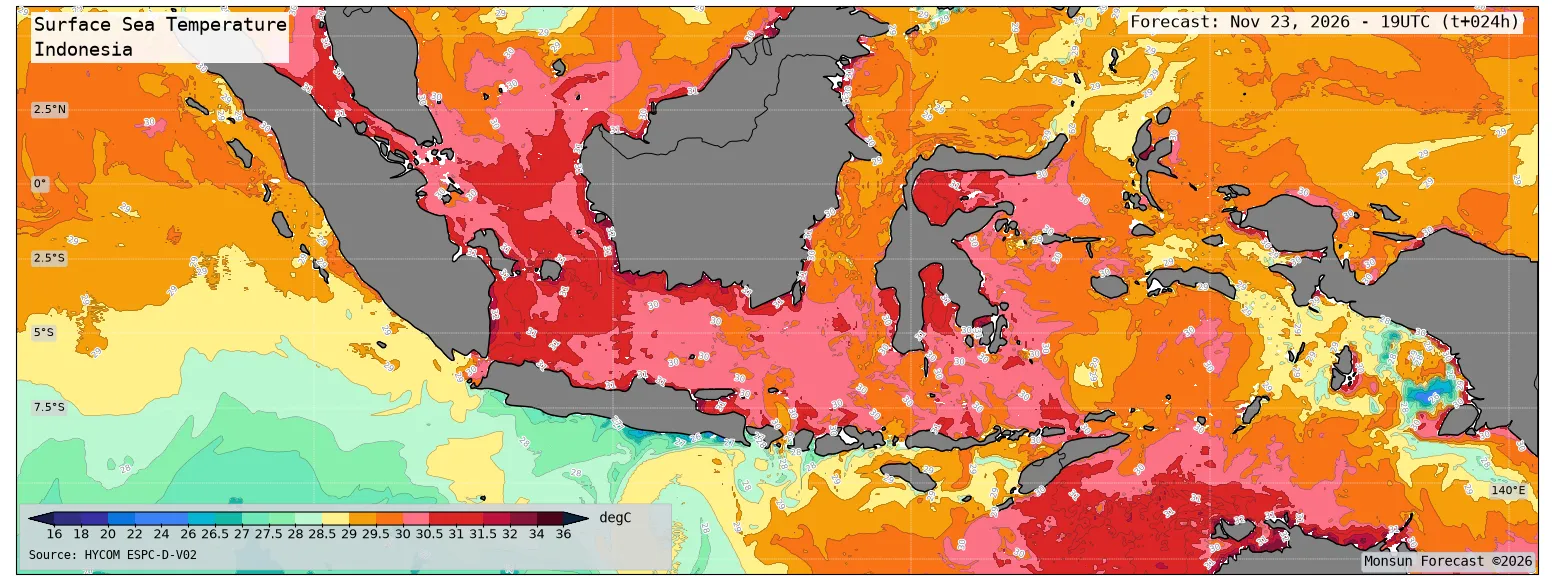 Surface Sea Temperature
Indonesia
Forecast: Nov 23, 2026 - 19UTC (t+024h)
2.5°N
0°
2.5°S
5°S
7.5°S
140°E
degC
16 18 20 22 24 26 26.5 27 27.5 28 28.5 29 29.5 30 30.5 31 31.5 32 34 36
Source: HYCOM ESPC-D-V02
Monsun Forecast ©2026